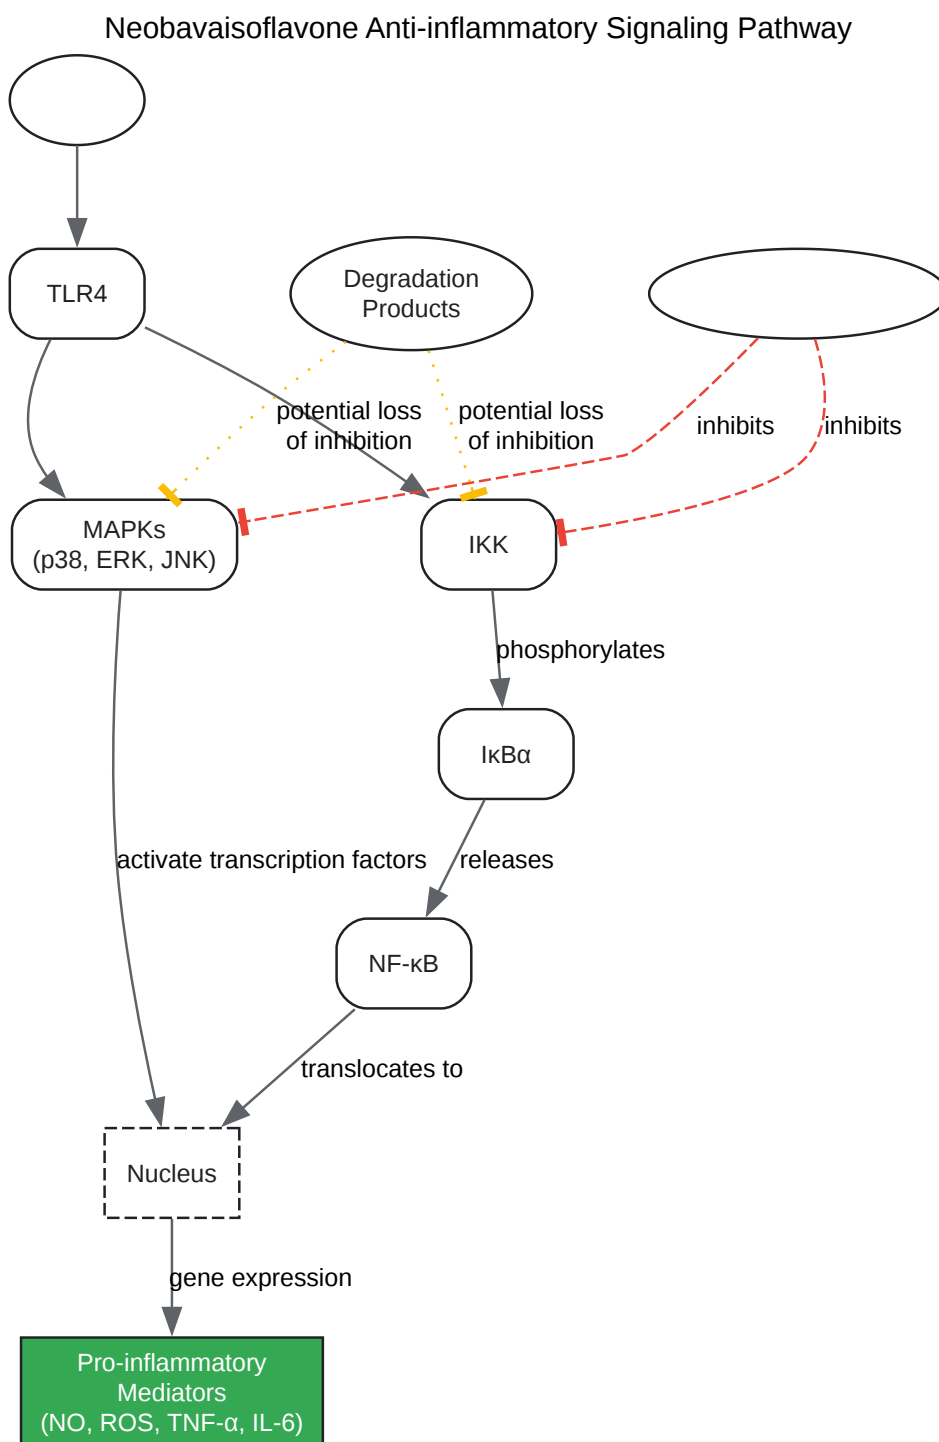 Neobavaisoflavone Anti-inflammatory Signaling Pathway
TLR4
Degradation
Products
potential loss
of inhibition
potential loss
of inhibition
inhibits
inhibits
MAPKs
(p38, ERK, JNK)
IKK
phosphorylates
IκBα
activate transcription factors
releases
NF-κB
translocates to
Nucleus
gene expression
Pro-inflammatory
Mediators
(NO, ROS, TNF-α, IL-6)